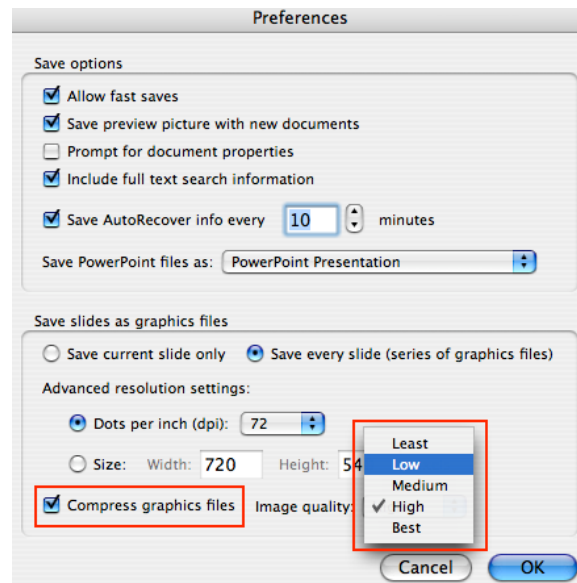 Preferences
Save options
Allow fast saves
Save preview picture with new documents
Prompt for document properties
Include full text search information
Save AutoRecover info every 10 minutes
Save PowerPoint files as: PowerPoint Presentation
Save slides as graphics files
Save current slide only Save every slide (series of graphics files)
Advanced resolution settings:
Dots per inch (dpi): 72
Least
Size: Width: 720 Height: 54 Low
Medium
Compress graphics files Image quality: High
Best
Cancel OK